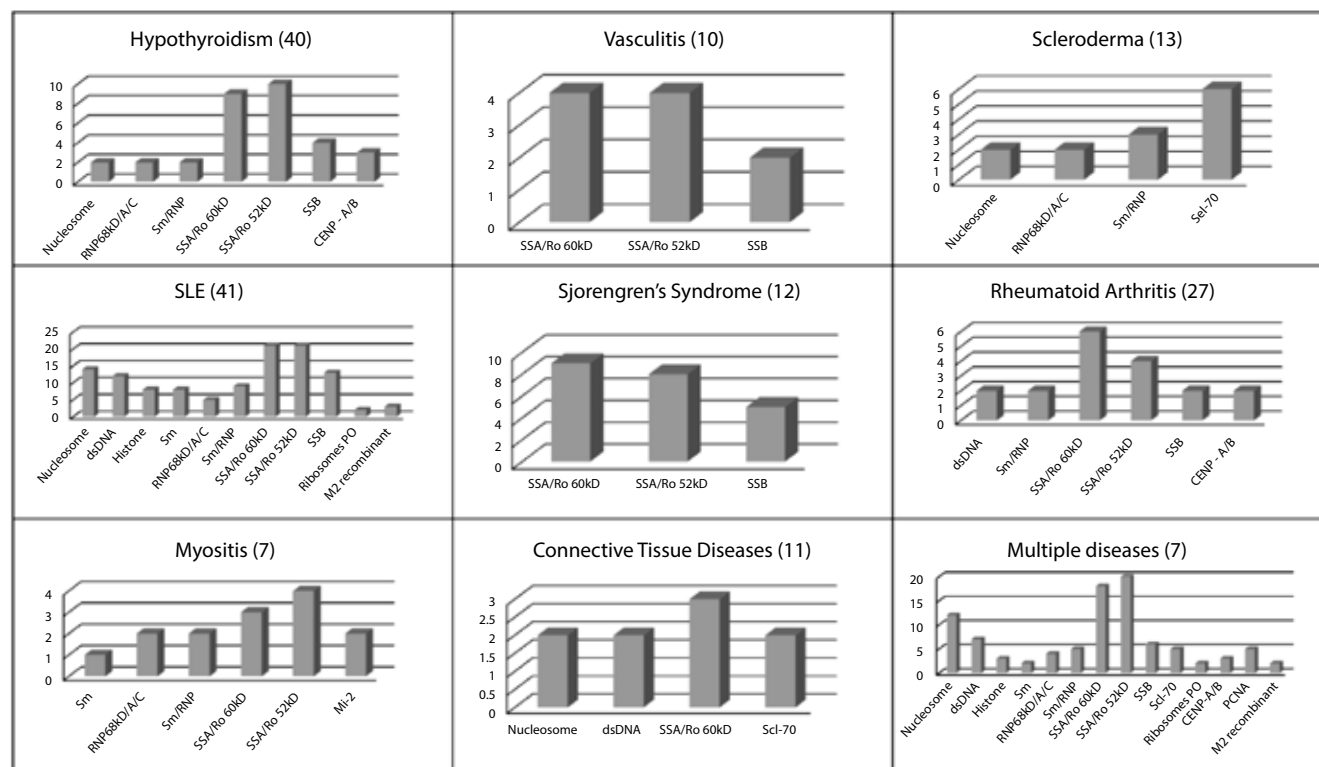 Hypothyroidism (40)
10
8
6
4
2
0
Nucleosome
RNP68kD/A/C
Sm/RNP
SSA/Ro 60kD
SSA/Ro 52kD
SSB
CENP - A/B
Vasculitis (10)
4
3
2
1
0
SSA/Ro 60kD
SSA/Ro 52kD
SSB
Scleroderma (13)
6
5
4
3
2
1
0
Nucleosome
RNP68kD/A/C
Sm/RNP
Sel-70
SLE (41)
25
20
15
10
5
0
Nucleosome
dsDNA
Histone
Sm
RNP68kD/A/C
Sm/RNP
SSA/Ro 60kD
SSA/Ro 52kD
SSB
Ribosomes PO
M2 recombinant
Sjorengren's Syndrome (12)
10
8
6
4
2
0
SSA/Ro 60kD
SSA/Ro 52kD
SSB
Rheumatoid Arthritis (27)
6
5
4
3
2
1
0
dsDNA
Sm/RNP
SSA/Ro 60kD
SSA/Ro 52kD
SSB
CENP - A/B
Myositis (7)
4
3
2
1
0
Sm
RNP68kD/A/C
Sm/RNP
SSA/Ro 60kD
SSA/Ro 52kD
MI-2
Connective Tissue Diseases (11)
3
2.5
2
1.5
1
0.5
0
Nucleosome
dsDNA
SSA/Ro 60kD
Scl-70
Multiple diseases (7)
20
15
10
5
0
Nucleosome
dsDNA
Histone
Sm
RNP68kD/A/C
Sm/RNP
SSA/Ro 60kD
SSA/Ro 52kD
SSB
Scl-70
Ribosomes PO
CENP-A/B
PCNA
M2 recombinant